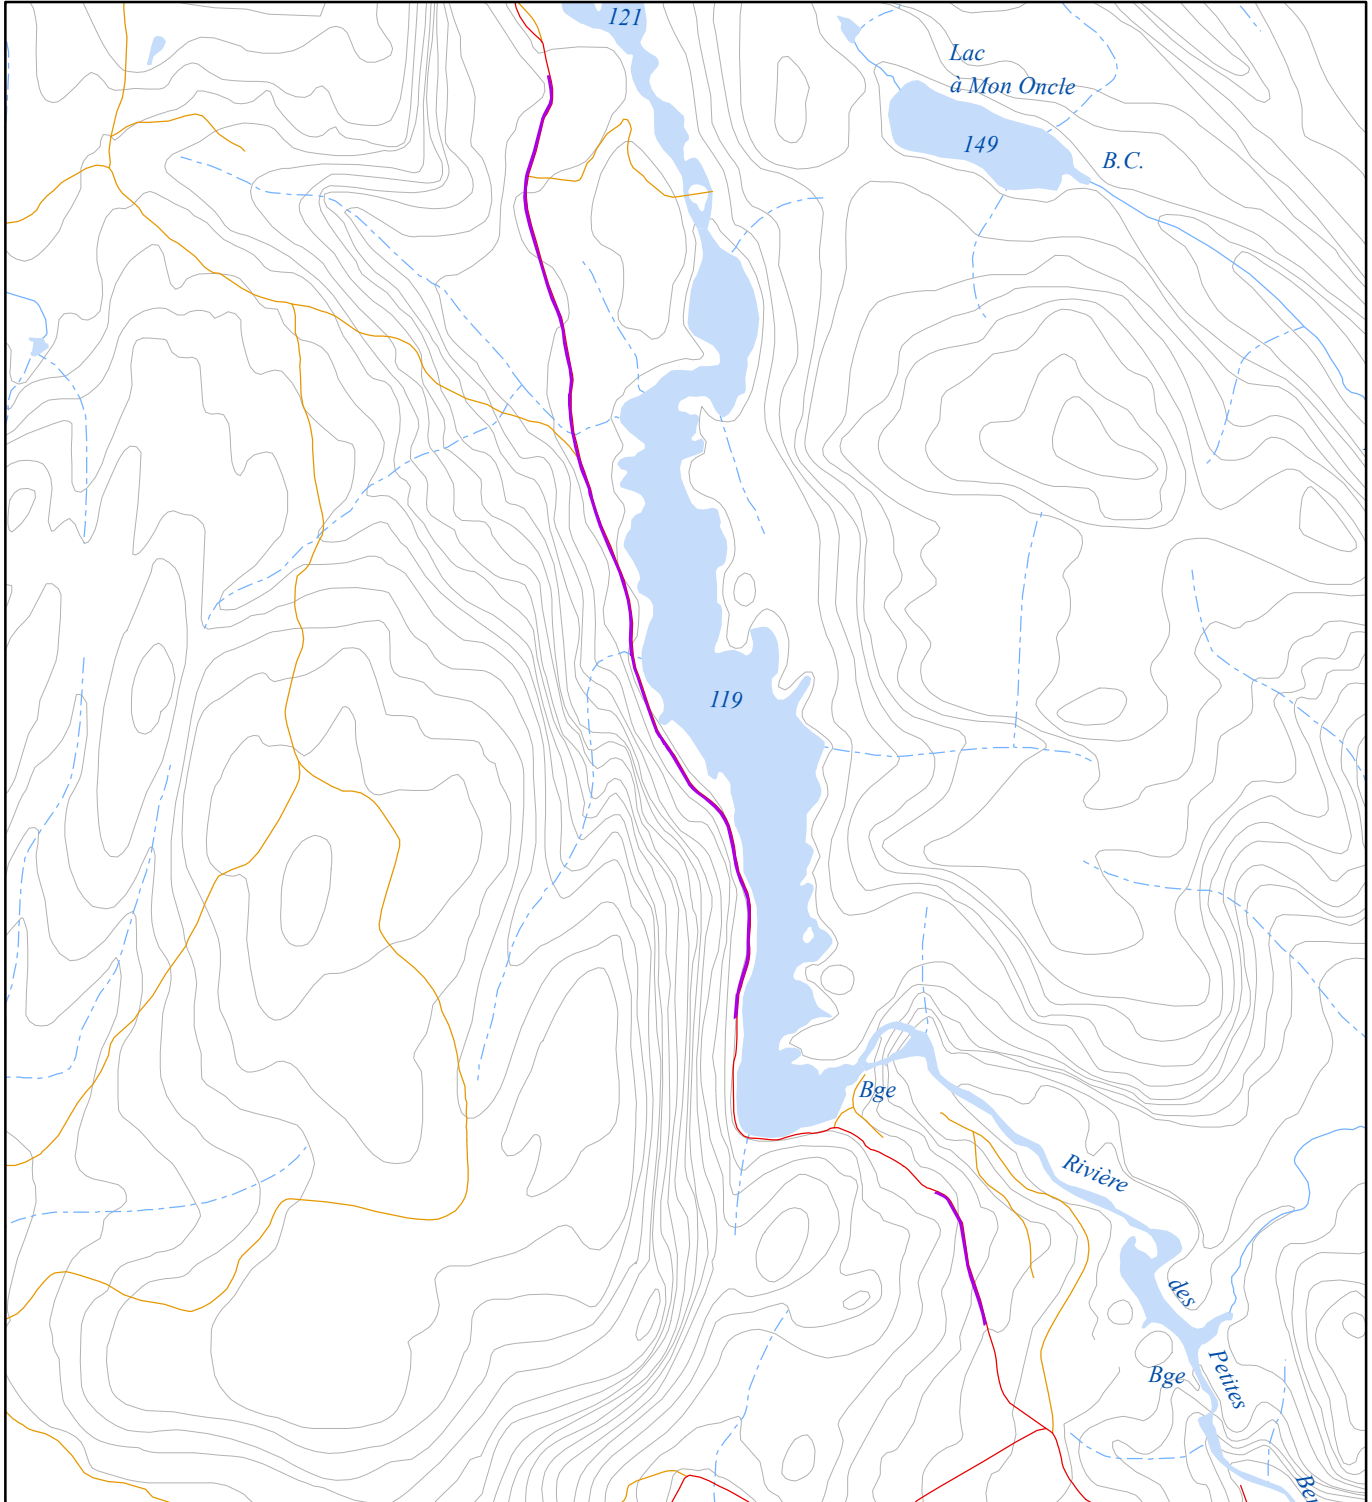 121
Lac
à Mon Oncle
149
B.C.
119
Bge
Rivière
des
Petites
Bge